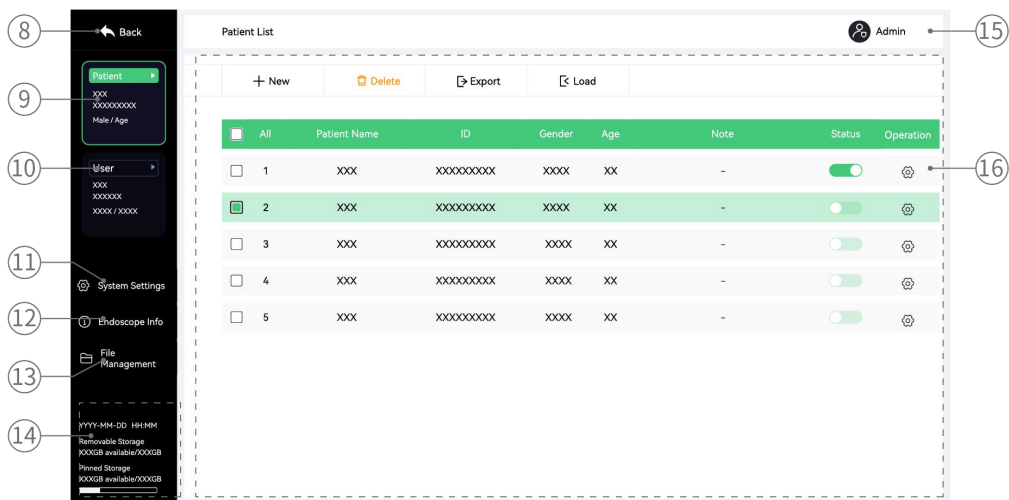 ⑧
Back
Patient List
Admin
⑮
Patient
XXX
XXXXXXXXX
Male / Age
⑨
New
Delete
Export
Load
All Patient Name ID Gender Age Note Status Operation
⑩
User
XXX
XXXXXX
XXXX / XXXX
1 XXX XXXXXXXXX XXXX XX -
⑯
2 XXX XXXXXXXXX XXXX XX -
3 XXX XXXXXXXXX XXXX XX -
4 XXX XXXXXXXXX XXXX XX -
5 XXX XXXXXXXXX XXXX XX -
⑪
System Settings
⑫
Endoscope Info
⑬
File
Management
⑭
YYYY-MM-DD HH:MM
Removable Storage
XXXGB available/XXXGB
Pinned Storage
XXXGB available/XXXGB